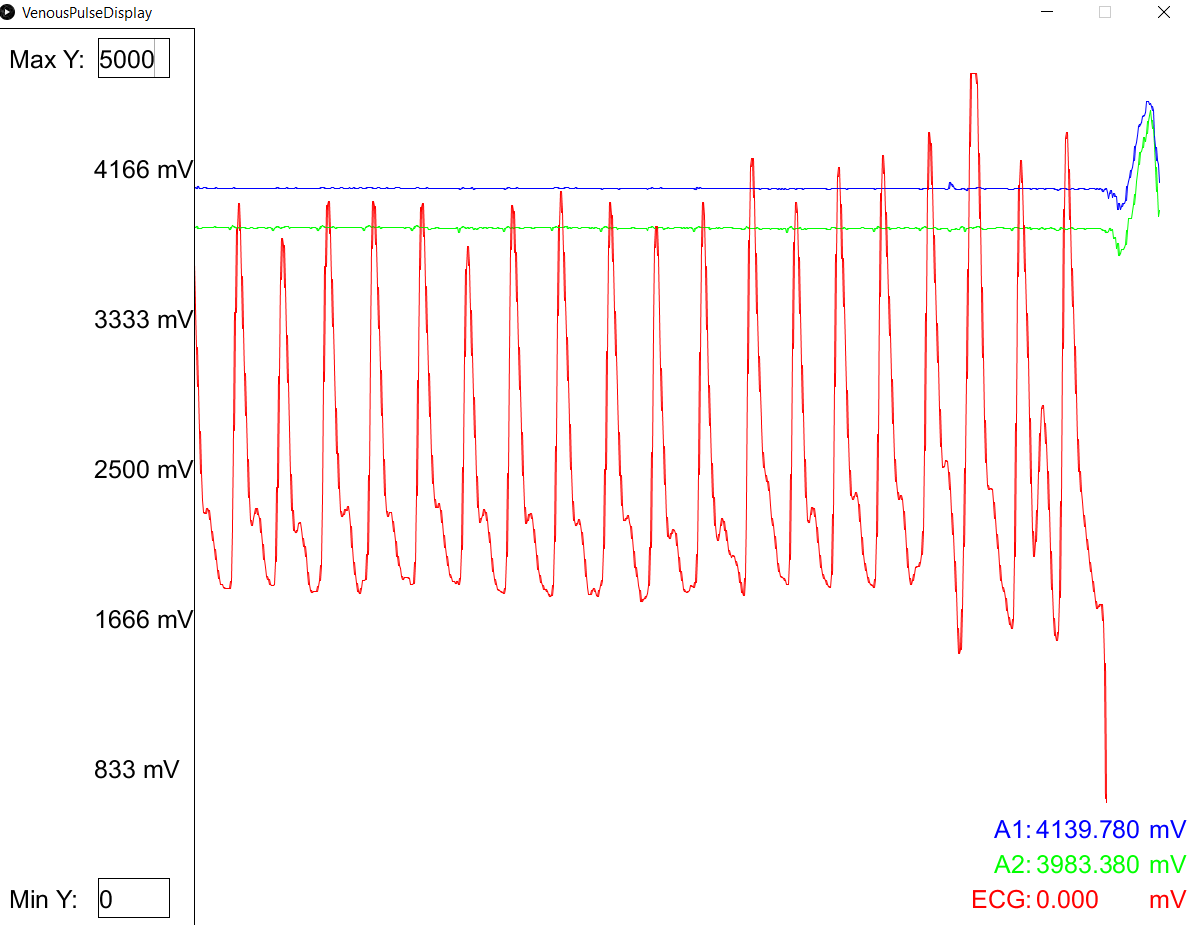 VenousPulseDisplay
Max Y: 5000
4166 mV
3333 mV
2500 mV
1666 mV
833 mV
A1: 4139.780 mV
A2: 3983.380 mV
Min Y: 0
ECG: 0.000 mV